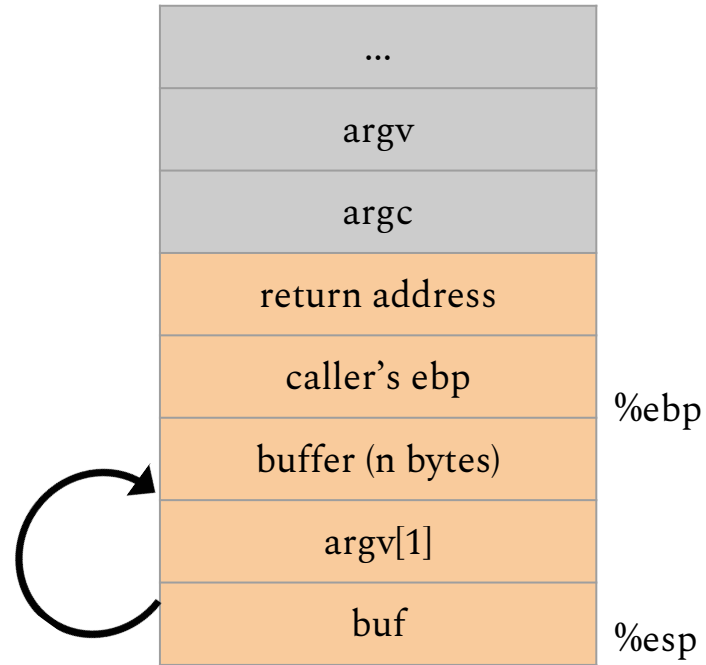 ...
argv
argc
return address
caller’s ebp
%ebp
buffer (n bytes)
argv[1]
buf
%esp